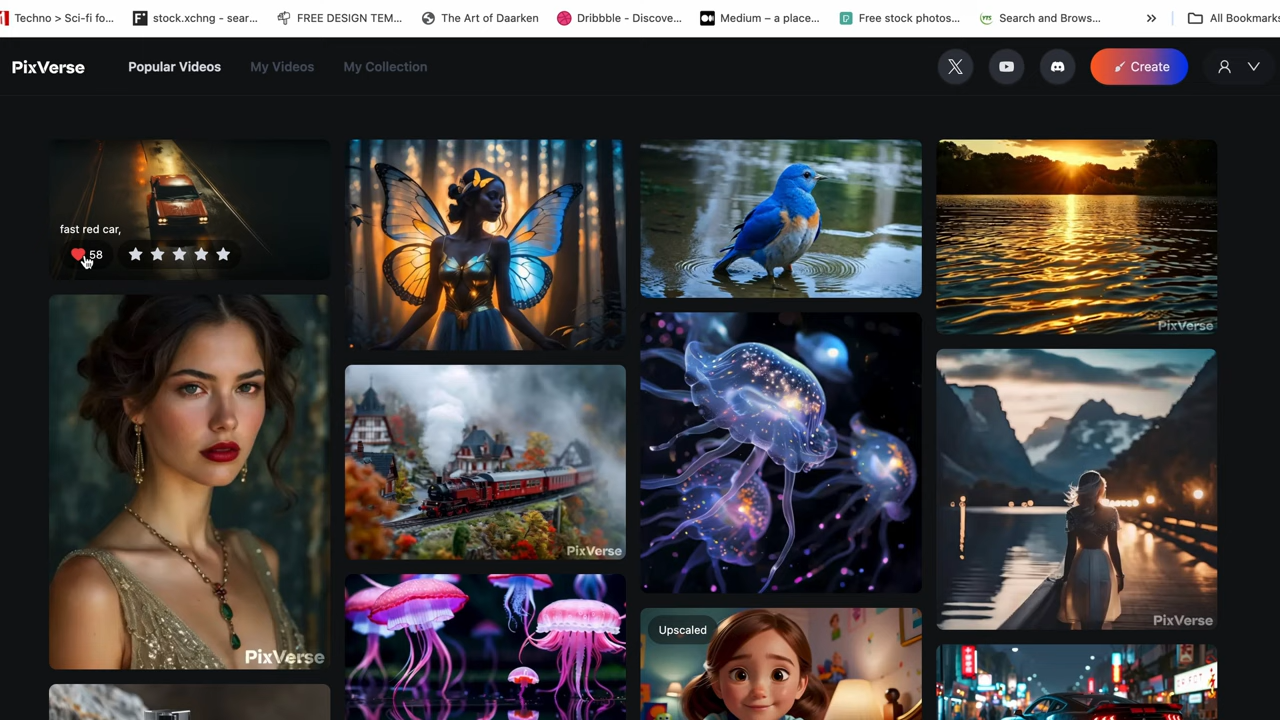 Techno > Sci-fi fo...
stock.xchng - sear...
FREE DESIGN TEM...
The Art of Daarken
Dribbble - Discove...
Medium – a place...
Free stock photos...
Search and Brows...
»
All Bookmarks
PixVerse
Popular Videos
My Videos
My Collection
Create
fast red car,
58
PixVerse
PixVerse
PixVerse
PixVerse
Upscaled